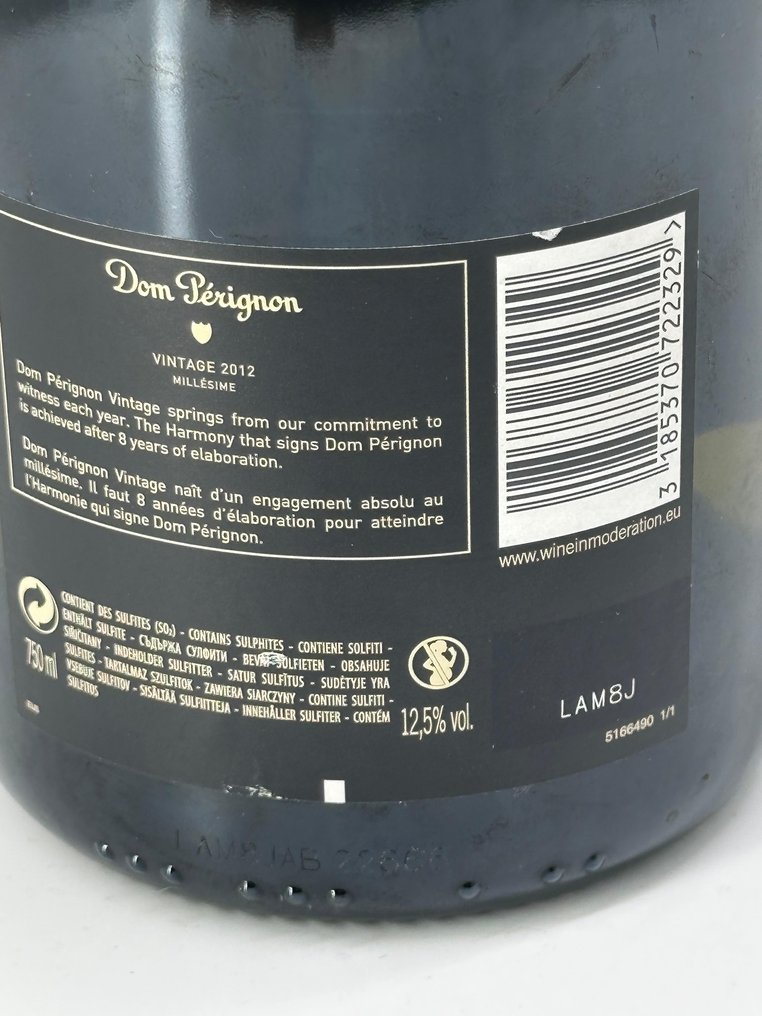 Dom Pérignon
VINTAGE 2012
MILLÉSIME
Dom Pérignon Vintage springs from our commitment to
witness each year. The Harmony that signs Dom Pérignon
is achieved after 8 years of elaboration.
Dom Pérignon Vintage naît d'un engagement absolu au
millésime. Il faut 8 années d'élaboration pour atteindre
l'Harmonie qui signe Dom Pérignon.
3 185370 722329 >
www.wineinmoderation.eu
CONTIENT DES SULFITES (SO₂) - CONTAINS SULPHITES - CONTIENE SOLFITI -
ENTHÄLT SULFITE - СЪДЪРЖА СУЛФИТИ - BEVAT SULFIETEN - OBSAHUJE
SIŘIČITANY - INDEHOLDER SULFITTER - SATUR SULFĪTUS - SUDĖTYJE YRA
SULFITES - TARTALMAZ SZULFITOK - ZAWIERA SIARCZYNY - CONTINE SULFITI -
VSEBUJE SULFITOV - SISÄLTÄÄ SULFIITTEJA - INNEHÅLLER SULFITER - CONTÉM
SULFITOS
750 ml
12,5% vol.
LAM8J
5166490 1/1